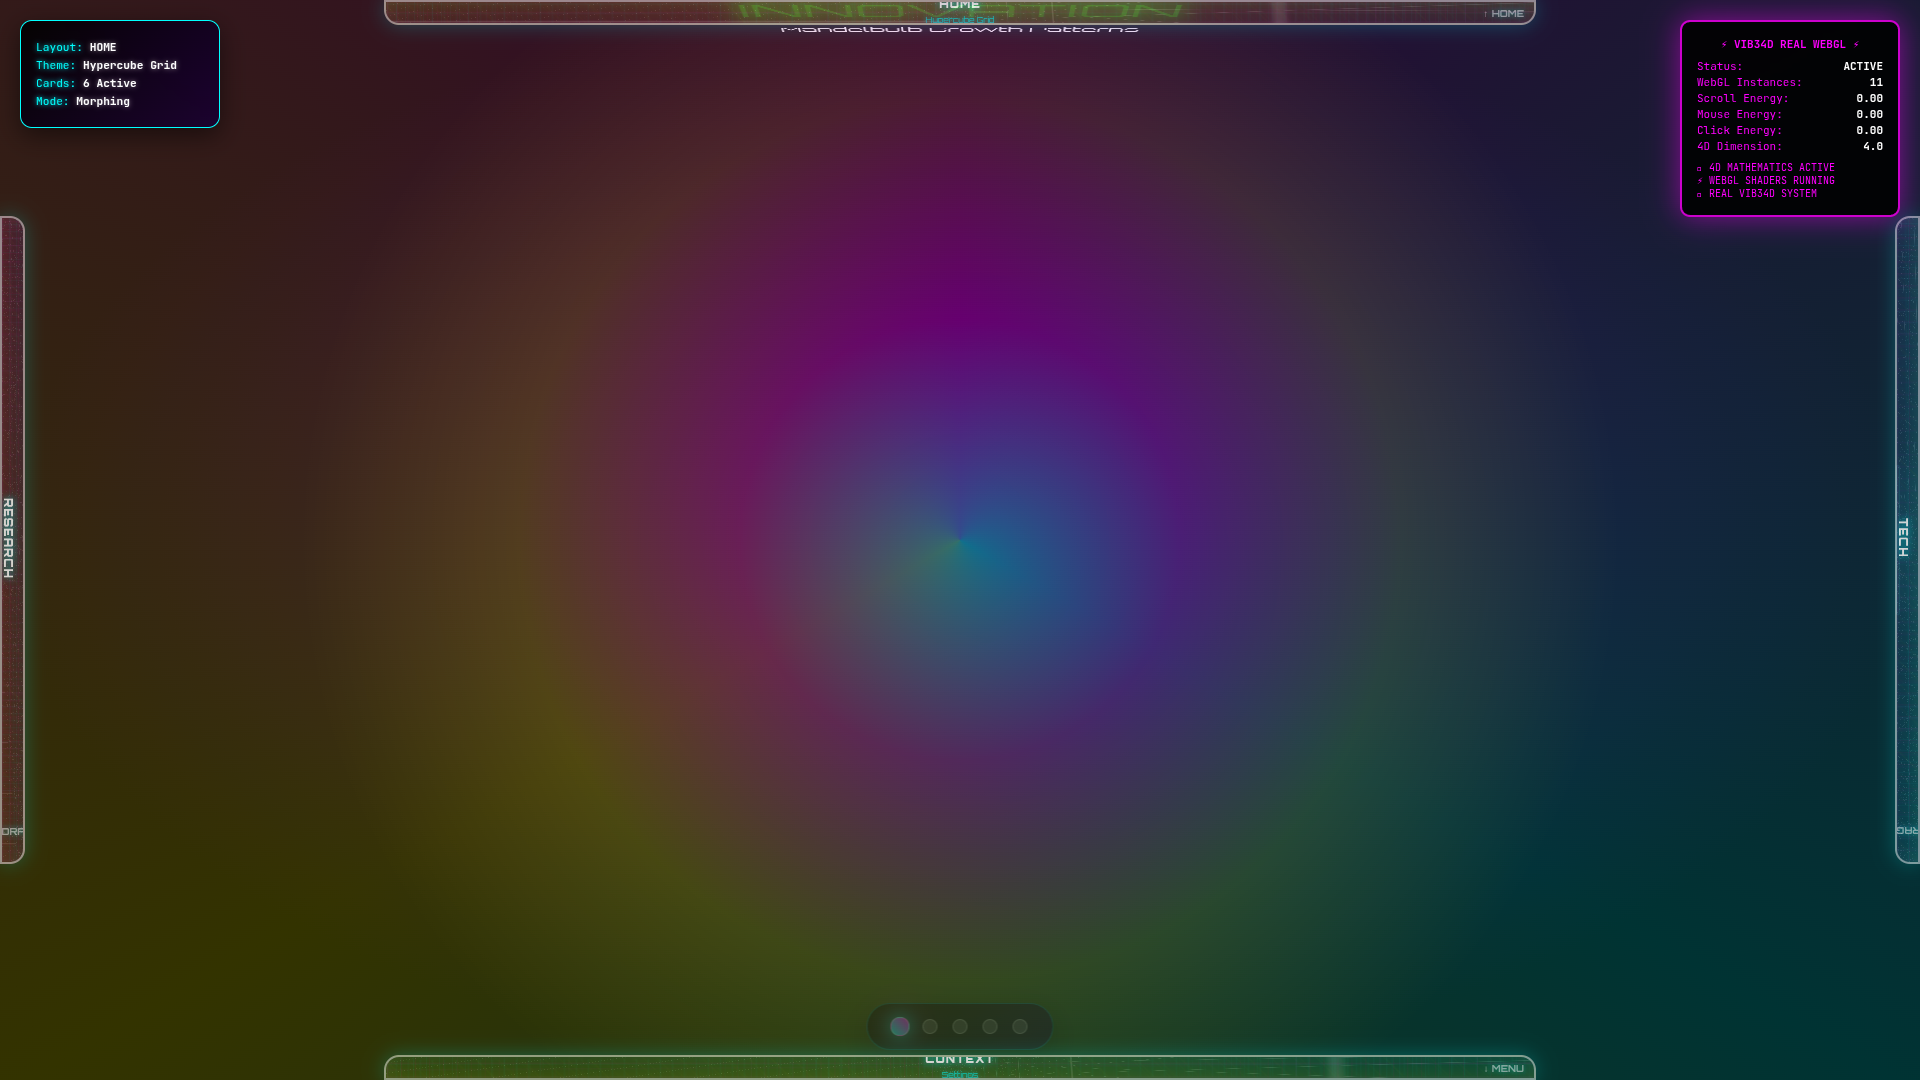 HOME
INNOVATION
Hypercube Grid
↑ HOME
Mandelbulb Growth Patterns
Layout: HOME
Theme: Hypercube Grid
Cards: 6 Active
Mode: Morphing
⚡ VIB34D REAL WEBGL ⚡
Status: ACTIVE
WebGL Instances: 11
Scroll Energy: 0.00
Mouse Energy: 0.00
Click Energy: 0.00
4D Dimension: 4.0
4D MATHEMATICS ACTIVE
⚡ WEBGL SHADERS RUNNING
REAL VIB34D SYSTEM
RESEARCH
TECH
CONTEXT
Settings
↓ MENU